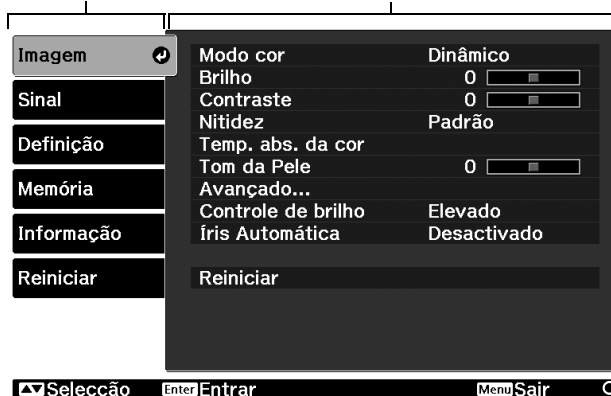 Imagem
Sinal
Definição
Memória
Informação
Reiniciar
Modo cor Dinâmico
Brilho 0
Contraste 0
Nitidez Padrão
Temp. abs. da cor
Tom da Pele 0
Avançado...
Controle de brilho Elevado
Íris Automática Desactivado
Reiniciar
Selecção Enter Entrar Menu Sair